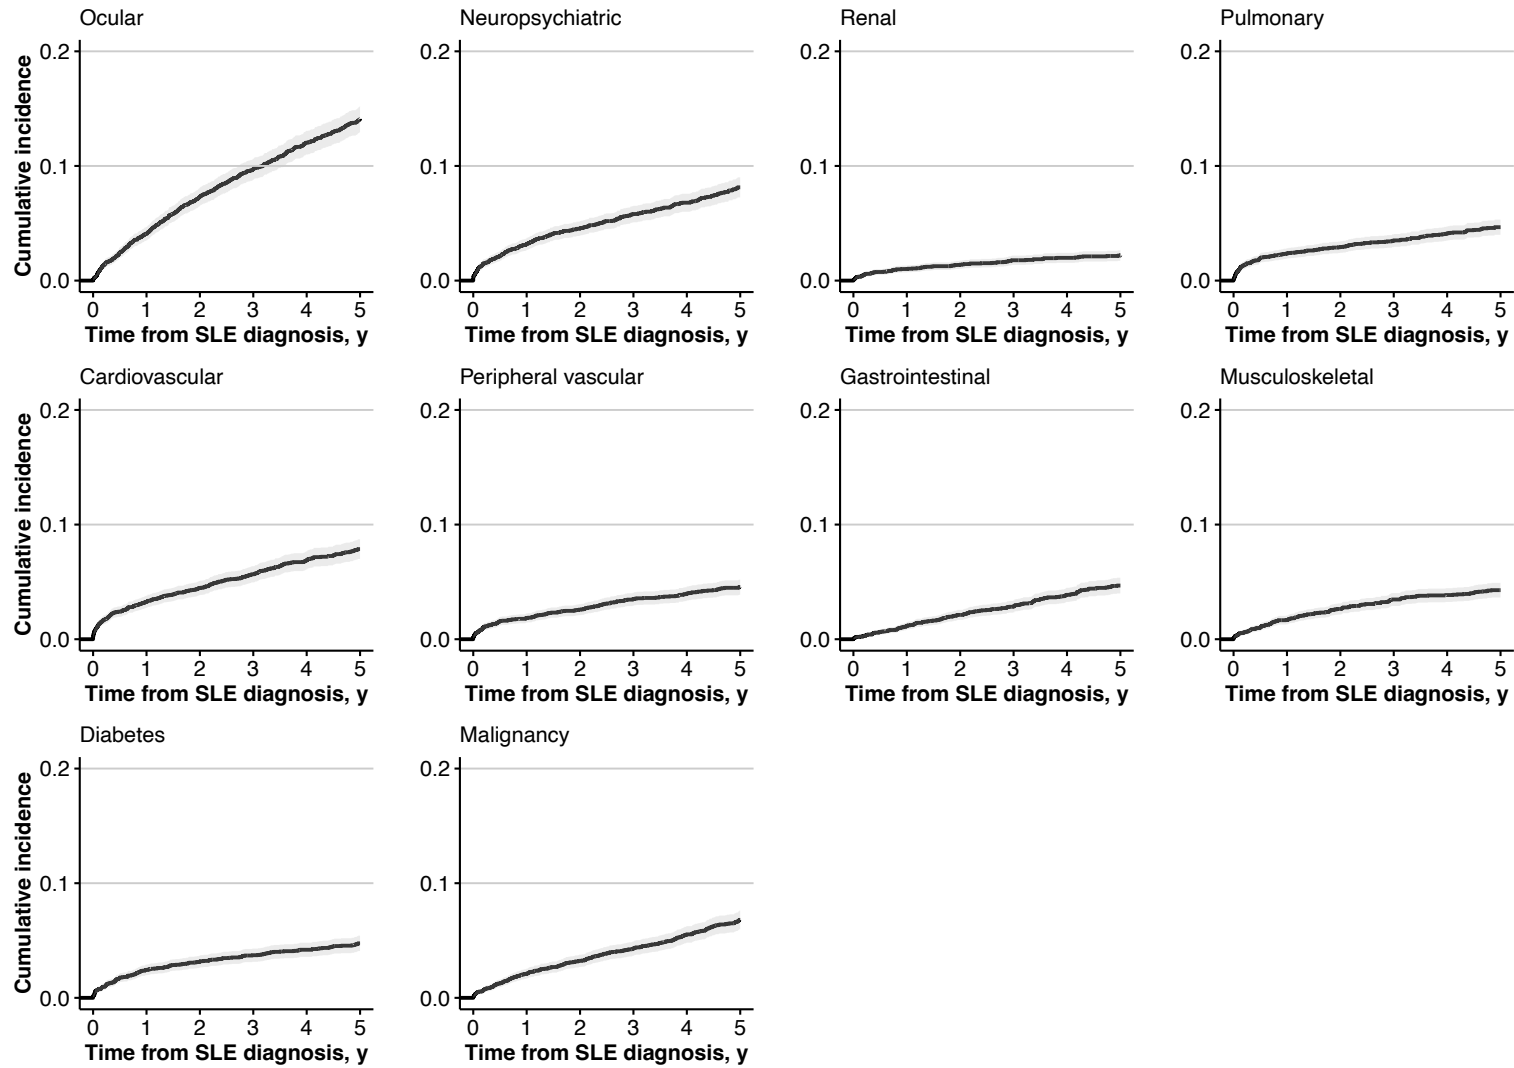 Ocular
Neuropsychiatric
Renal
Pulmonary
Cumulative incidence
0.2
0.1
0.0
0 1 2 3 4 5
Time from SLE diagnosis, y
0.2
0.1
0.0
0 1 2 3 4 5
Time from SLE diagnosis, y
0.2
0.1
0.0
0 1 2 3 4 5
Time from SLE diagnosis, y
0.2
0.1
0.0
0 1 2 3 4 5
Time from SLE diagnosis, y
Cardiovascular
Peripheral vascular
Gastrointestinal
Musculoskeletal
Cumulative incidence
0.2
0.1
0.0
0 1 2 3 4 5
Time from SLE diagnosis, y
0.2
0.1
0.0
0 1 2 3 4 5
Time from SLE diagnosis, y
0.2
0.1
0.0
0 1 2 3 4 5
Time from SLE diagnosis, y
0.2
0.1
0.0
0 1 2 3 4 5
Time from SLE diagnosis, y
Diabetes
Malignancy
Cumulative incidence
0.2
0.1
0.0
0 1 2 3 4 5
Time from SLE diagnosis, y
0.2
0.1
0.0
0 1 2 3 4 5
Time from SLE diagnosis, y